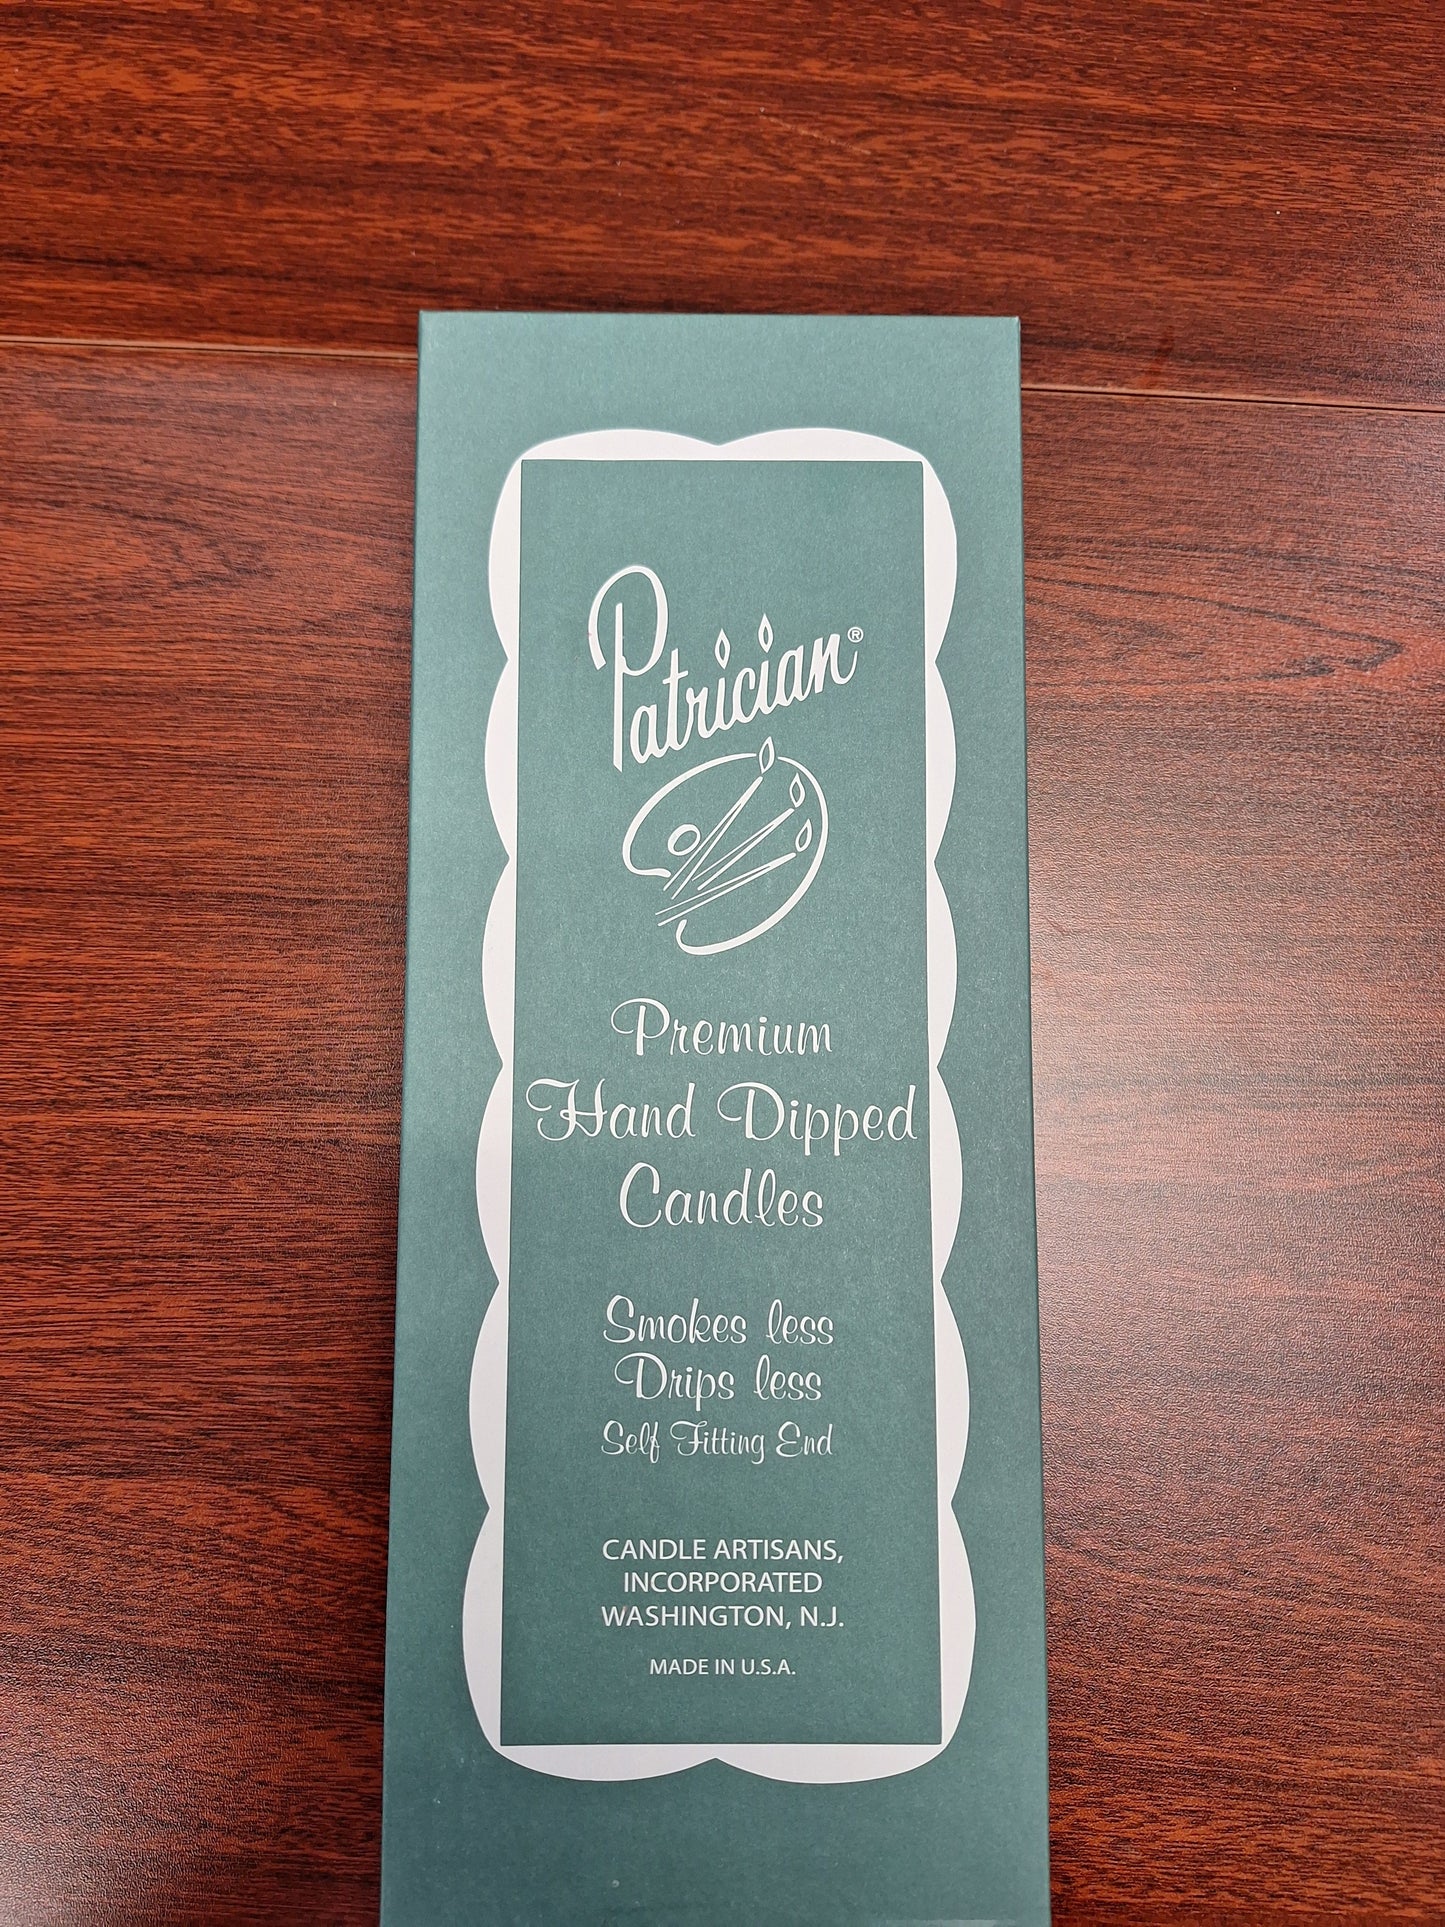 Patrician®
Premium
Hand Dipped
Candles
Smokes less
Drips less
Self Fitting End
CANDLE ARTISANS,
INCORPORATED
WASHINGTON, N.J.
MADE IN U.S.A.